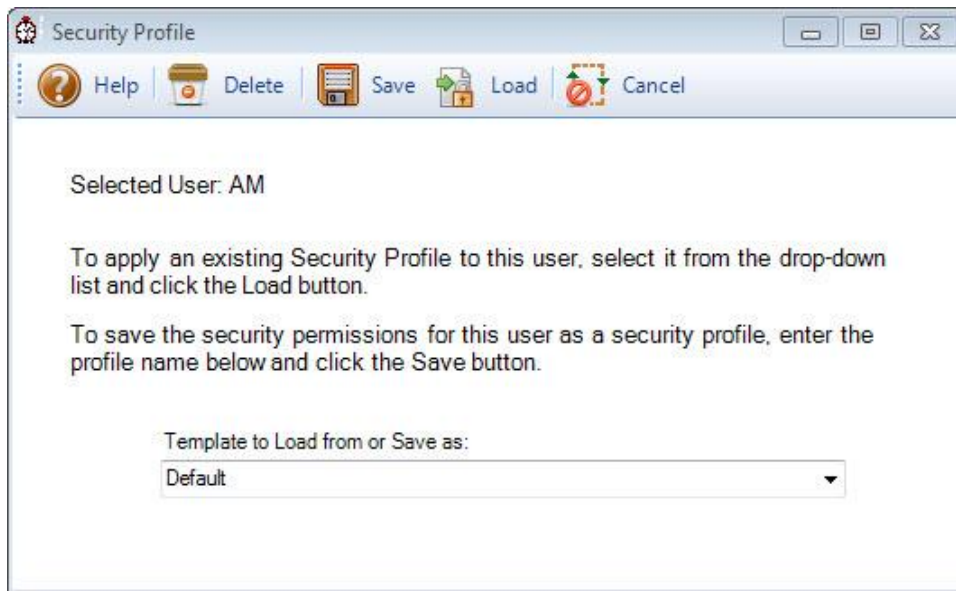 Security Profile
Help Delete Save Load Cancel
Selected User: AM
To apply an existing Security Profile to this user, select it from the drop-down
list and click the Load button.
To save the security permissions for this user as a security profile, enter the
profile name below and click the Save button.
Template to Load from or Save as:
Default